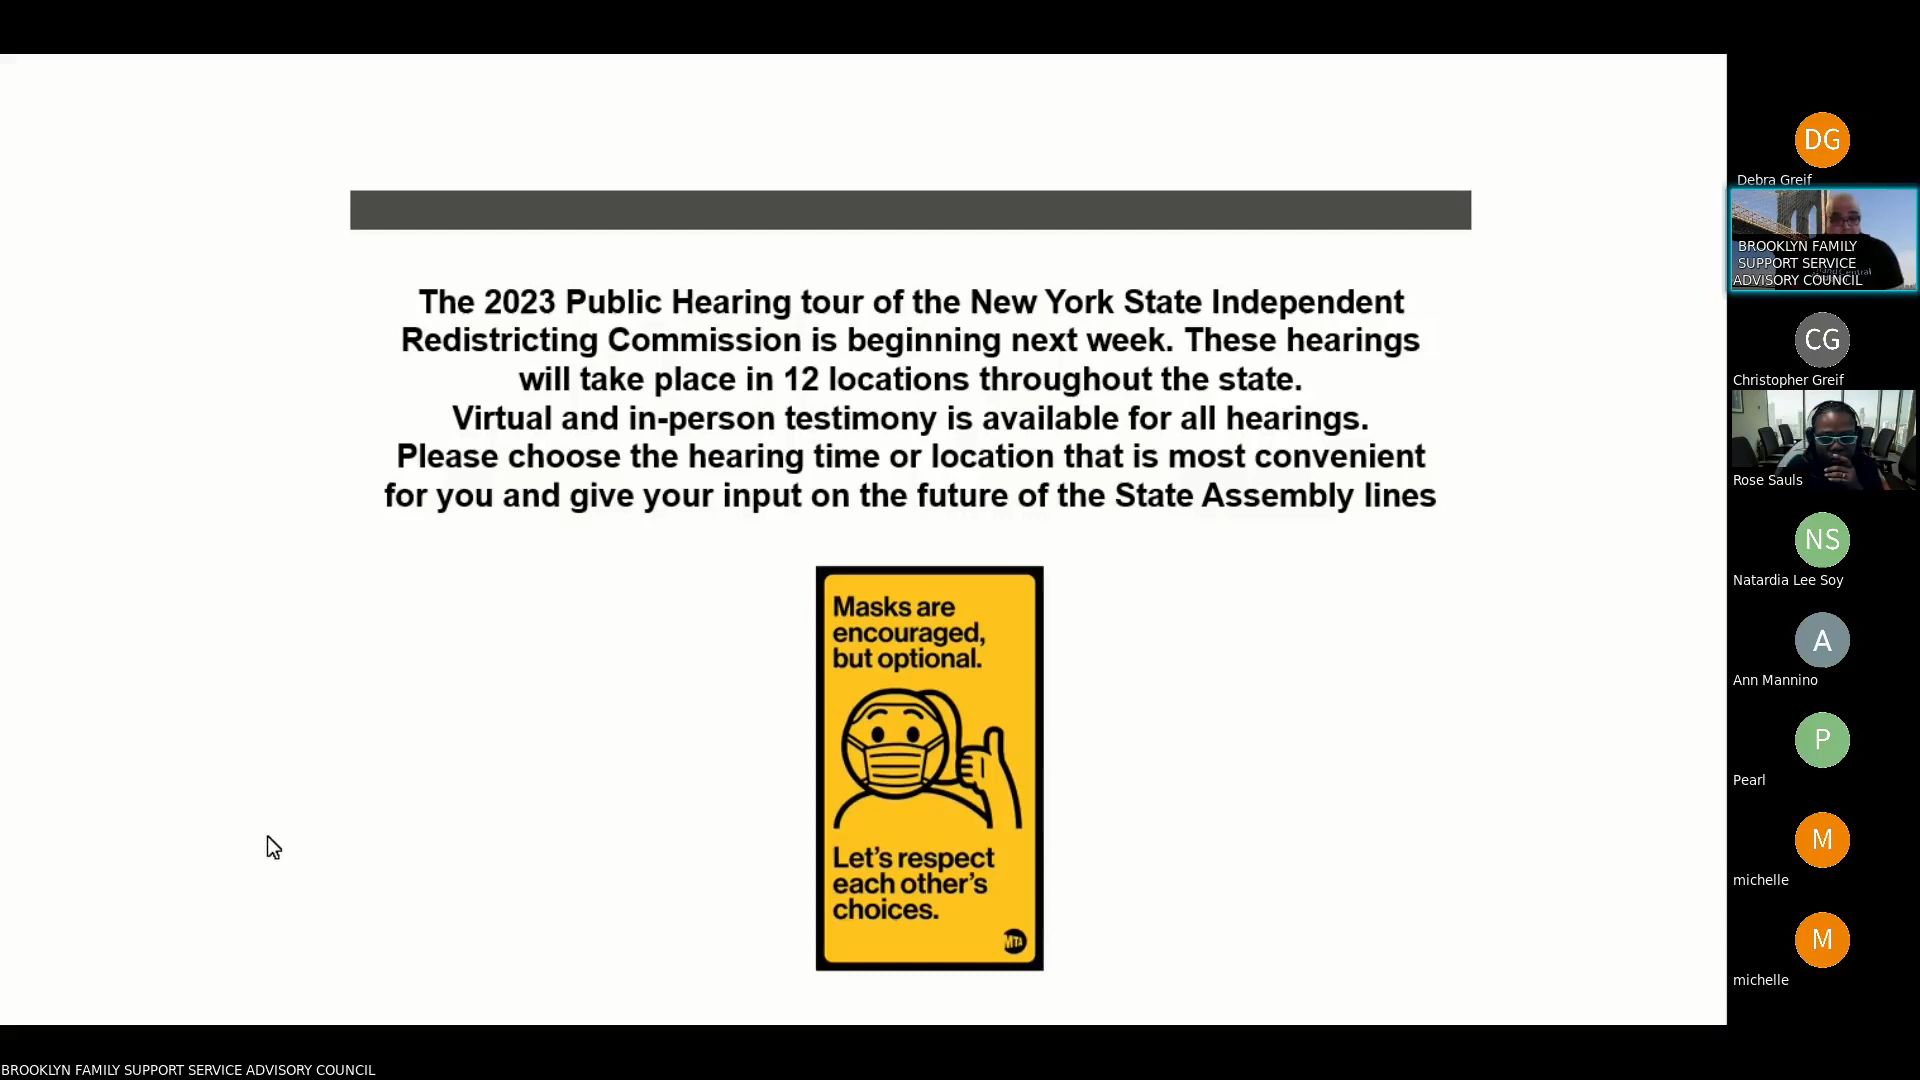 The 2023 Public Hearing tour of the New York State Independent
Redistricting Commission is beginning next week. These hearings
will take place in 12 locations throughout the state.
Virtual and in-person testimony is available for all hearings.
Please choose the hearing time or location that is most convenient
for you and give your input on the future of the State Assembly lines
Masks are
encouraged,
but optional.
Let's respect
each other's
choices.
MTA
DG
Debra Greif
BROOKLYN FAMILY
SUPPORT SERVICE
ADVISORY COUNCIL
CG
Christopher Greif
Rose Sauls
NS
Natardia Lee Soy
A
Ann Mannino
P
Pearl
M
michelle
M
michelle
BROOKLYN FAMILY SUPPORT SERVICE ADVISORY COUNCIL